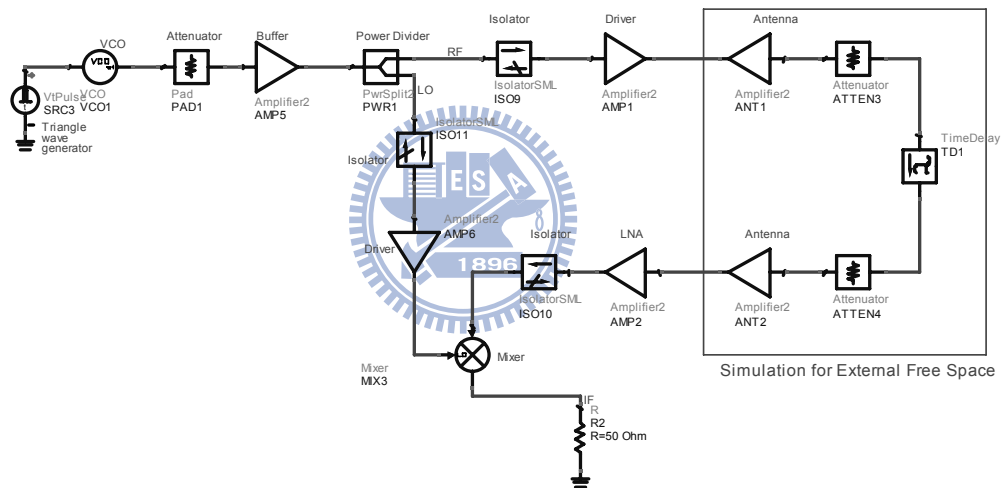 VCO
VCO
VCO1
VtPulse
SRC3
Triangle
wave
generator
Attenuator
Pad
PAD1
Buffer
Amplifier2
AMP5
Power Divider
PwrSplit2
PWR1
RF
LO
Isolator
IsolatorSML
ISO9
Driver
Amplifier2
AMP1
Antenna
Amplifier2
ANT1
Attenuator
ATTEN3
TimeDelay
TD1
IsolatorSML
ISO11
Isolator
Amplifier2
AMP6
Driver
E S A
1896
Isolator
IsolatorSML
ISO10
LNA
Amplifier2
AMP2
Antenna
Amplifier2
ANT2
Attenuator
ATTEN4
Simulation for External Free Space
Mixer
Mixer
MIX3
IF
R
R2
R=50 Ohm